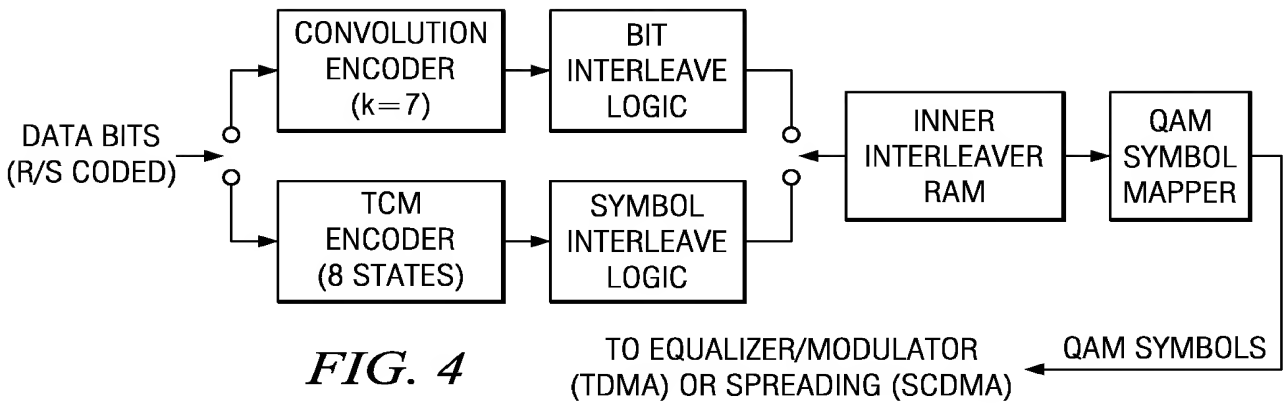 CONVOLUTION
ENCODER
(k=7)
BIT
INTERLEAVE
LOGIC
DATA BITS
(R/S CODED)
INNER
INTERLEAVER
RAM
QAM
SYMBOL
MAPPER
TCM
ENCODER
(8 STATES)
SYMBOL
INTERLEAVE
LOGIC
FIG. 4
TO EQUALIZER/MODULATOR
(TDMA) OR SPREADING (SCDMA)
QAM SYMBOLS